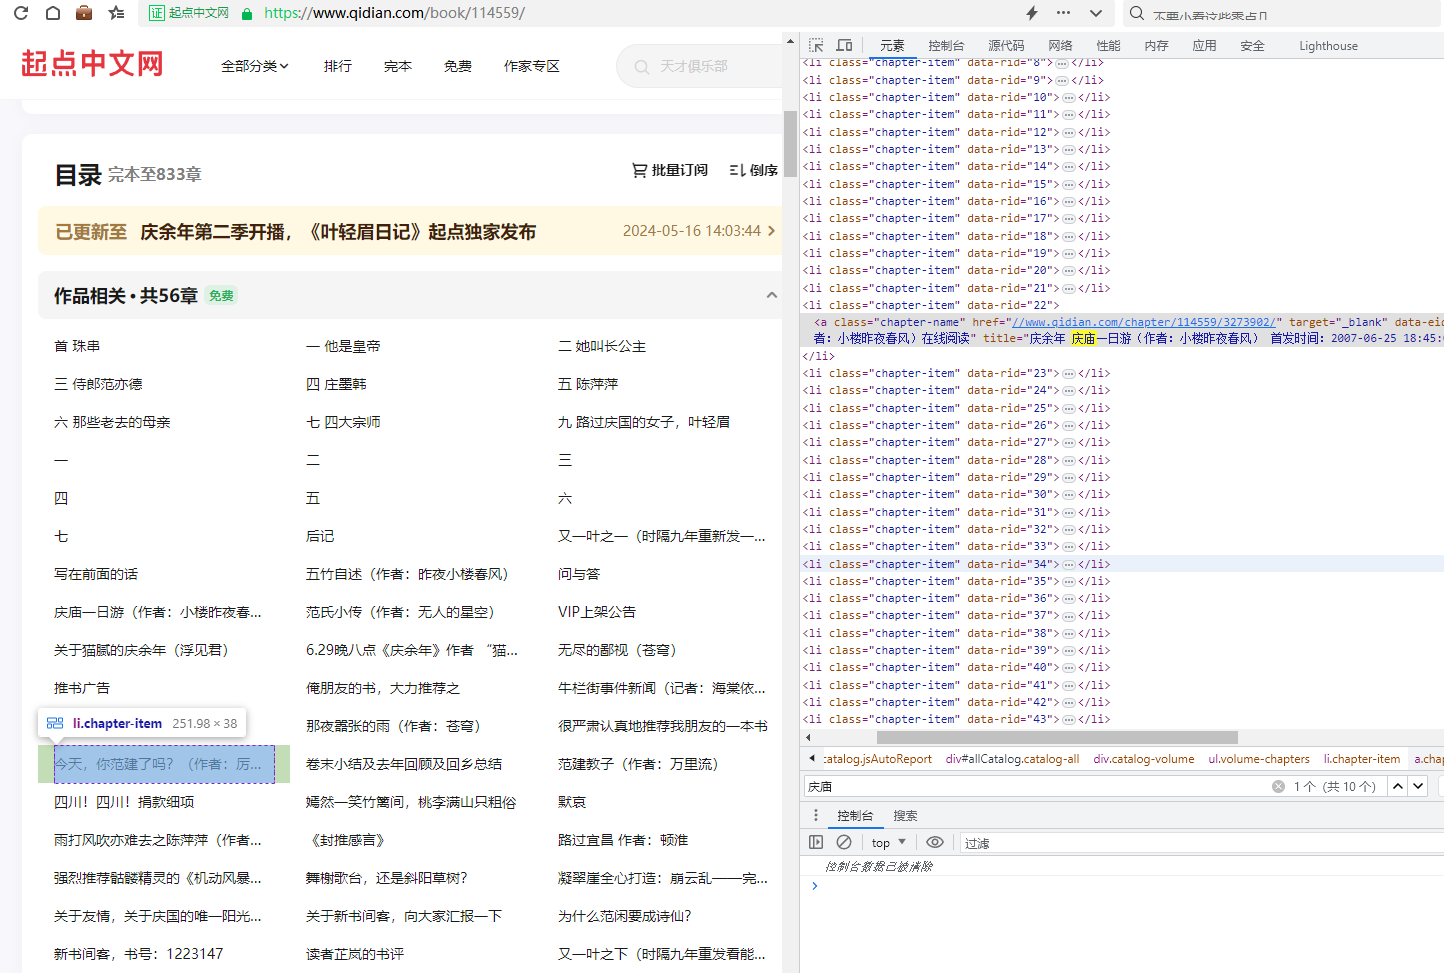 证 起点中文网 https://www.qidian.com/book/114559/
起点中文网 全部分类 排行 完本 免费 作家专区 天才俱乐部
目录 完本至833章 批量订阅 倒序
已更新至 庆余年第二季开播，《叶轻眉日记》起点独家发布 2024-05-16 14:03:44
作品相关 • 共56章 免费
首 珠串 一 他是皇帝 二 她叫长公主
三 侍郎范亦德 四 庄墨韩 五 陈萍萍
六 那些老去的母亲 七 四大宗师 九 路过庆国的女子，叶轻眉
一 二 三
四 五 六
七 后记 又一叶之一（时隔九年重新发一...
写在前面的话 五竹自述（作者：昨夜小楼春风） 问与答
庆庙一日游（作者：小楼昨夜春... 范氏小传（作者：无人的星空） VIP上架公告
关于猫腻的庆余年（浮见君） 6.29晚八点《庆余年》作者 “猫... 无尽的鄙视（苍穹）
推书广告 俺朋友的书，大力推荐之 牛栏街事件新闻（记者：海棠依...
li.chapter-item 251.98 × 38
那夜嚣张的雨（作者：苍穹） 很严肃认真地推荐我朋友的一本书
今天，你范建了吗？（作者：厉... 卷末小结及去年回顾及回乡总结 范建教子（作者：万里流）
四川！四川！捐款细项 嫣然一笑竹篱间，桃李满山只粗俗 默哀
雨打风吹亦难去之陈萍萍（作者... 《封推感言》 路过宜昌 作者：顿淮
强烈推荐骷髅精灵的《机动风暴... 舞榭歌台，还是斜阳草树？ 凝翠崖全心打造：崩云乱——完...
关于友情，关于庆国的唯一阳光... 关于新书间客，向大家汇报一下 为什么范闲要成诗仙？
新书间客，书号：1223147 读者芷岚的书评 又一叶之下（时隔九年重发看能...
元素 控制台 源代码 网络 性能 内存 应用 安全 Lighthouse
<li class="chapter-item" data-rid="8">…</li>
<li class="chapter-item" data-rid="9">…</li>
<li class="chapter-item" data-rid="10">…</li>
<li class="chapter-item" data-rid="11">…</li>
<li class="chapter-item" data-rid="12">…</li>
<li class="chapter-item" data-rid="13">…</li>
<li class="chapter-item" data-rid="14">…</li>
<li class="chapter-item" data-rid="15">…</li>
<li class="chapter-item" data-rid="16">…</li>
<li class="chapter-item" data-rid="17">…</li>
<li class="chapter-item" data-rid="18">…</li>
<li class="chapter-item" data-rid="19">…</li>
<li class="chapter-item" data-rid="20">…</li>
<li class="chapter-item" data-rid="21">…</li>
<li class="chapter-item" data-rid="22">
<a class="chapter-name" href="//www.qidian.com/chapter/114559/3273902/" target="_blank" data-eid
者：小楼昨夜春风）在线阅读" title="庆余年 庆庙一日游（作者：小楼昨夜春风） 首发时间：2007-06-25 18:45:
</li>
<li class="chapter-item" data-rid="23">…</li>
<li class="chapter-item" data-rid="24">…</li>
<li class="chapter-item" data-rid="25">…</li>
<li class="chapter-item" data-rid="26">…</li>
<li class="chapter-item" data-rid="27">…</li>
<li class="chapter-item" data-rid="28">…</li>
<li class="chapter-item" data-rid="29">…</li>
<li class="chapter-item" data-rid="30">…</li>
<li class="chapter-item" data-rid="31">…</li>
<li class="chapter-item" data-rid="32">…</li>
<li class="chapter-item" data-rid="33">…</li>
<li class="chapter-item" data-rid="34">…</li>
<li class="chapter-item" data-rid="35">…</li>
<li class="chapter-item" data-rid="36">…</li>
<li class="chapter-item" data-rid="37">…</li>
<li class="chapter-item" data-rid="38">…</li>
<li class="chapter-item" data-rid="39">…</li>
<li class="chapter-item" data-rid="40">…</li>
<li class="chapter-item" data-rid="41">…</li>
<li class="chapter-item" data-rid="42">…</li>
<li class="chapter-item" data-rid="43">…</li>
:catalog.jsAutoReport div#allCatalog.catalog-all div.catalog-volume ul.volume-chapters li.chapter-item a.chap
庆庙 1个（共 10 个）
控制台 搜索
top 过滤
控制台数据已被清除